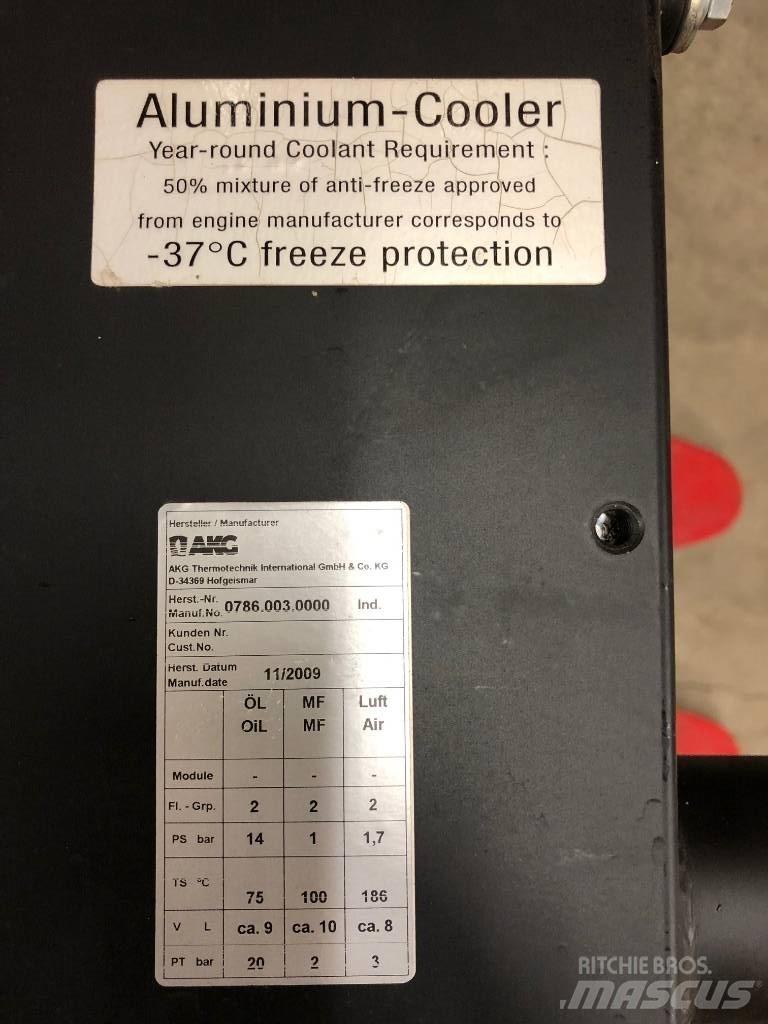 Aluminium-Cooler
Year-round Coolant Requirement :
50% mixture of anti-freeze approved
from engine manufacturer corresponds to
-37°C freeze protection
Hersteller / Manufacturer
AKG
AKG Thermotechnik International GmbH & Co. KG
D-34369 Hofgeismar
Herst.-Nr.
Manuf.No. 0786.003.0000 Ind.
Kunden Nr.
Cust.No.
Herst. Datum
Manuf.date 11/2009
ÖL MF Luft
OiL MF Air
Module - - -
Fl. - Grp. 2 2 2
PS bar 14 1 1,7
TS °C 75 100 186
V L ca. 9 ca. 10 ca. 8
PT bar 20 2 3
RITCHIE BROS.
MASCUS